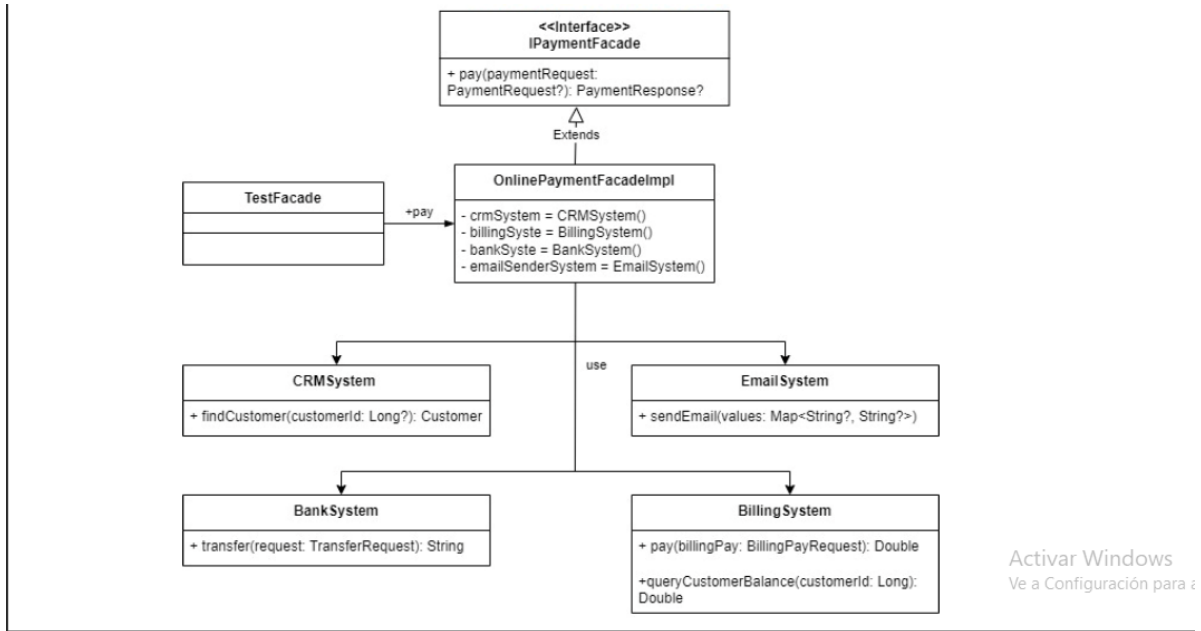 <<Interface>>
IPaymentFacade
+ pay(paymentRequest:
PaymentRequest?): PaymentResponse?
Extends
OnlinePaymentFacadeImpl
- crmSystem = CRMSystem()
- billingSyste = BillingSystem()
- bankSyste = BankSystem()
- emailSenderSystem = EmailSystem()
TestFacade
+pay
use
CRMSystem
+ findCustomer(customerId: Long?): Customer
EmailSystem
+ sendEmail(values: Map<String?, String?>)
BankSystem
+ transfer(request: TransferRequest): String
BillingSystem
+ pay(billingPay: BillingPayRequest): Double
+queryCustomerBalance(customerId: Long):
Double
Activar Windows
Ve a Configuración para a